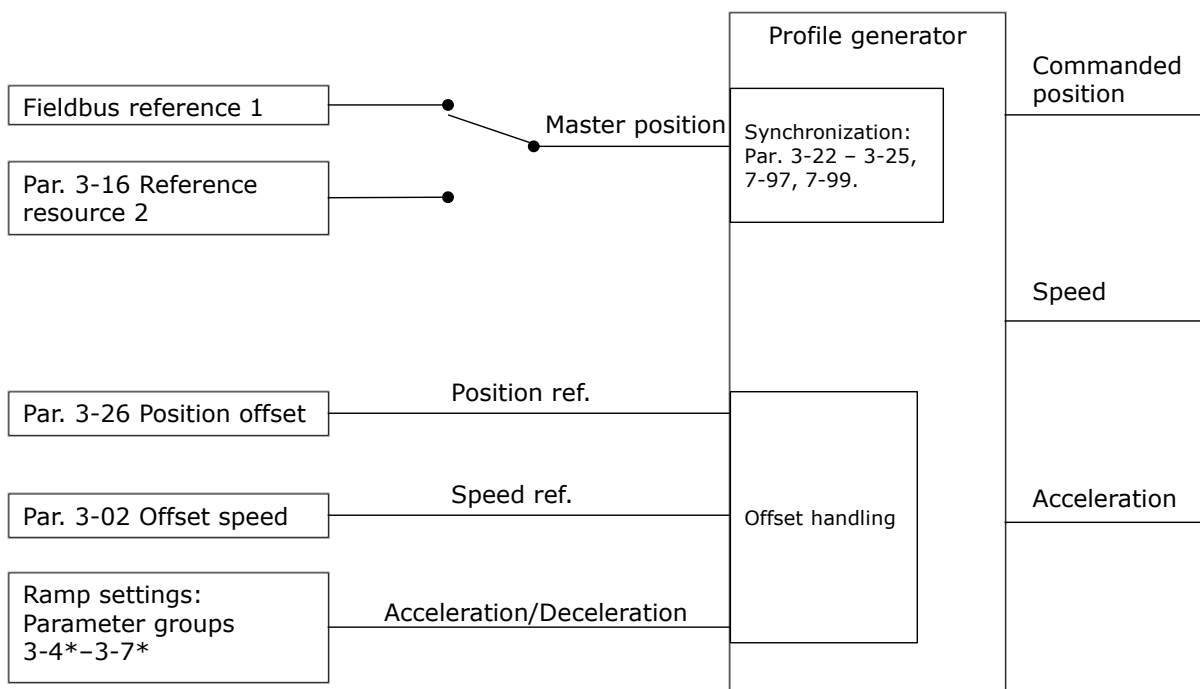 Profile generator
Commanded
position
Fieldbus reference 1
Master position
Synchronization:
Par. 3-22 – 3-25,
7-97, 7-99.
Par. 3-16 Reference
resource 2
Speed
Position ref.
Par. 3-26 Position offset
Speed ref.
Par. 3-02 Offset speed
Offset handling
Acceleration
Ramp settings:
Parameter groups
3-4*–3-7*
Acceleration/Deceleration